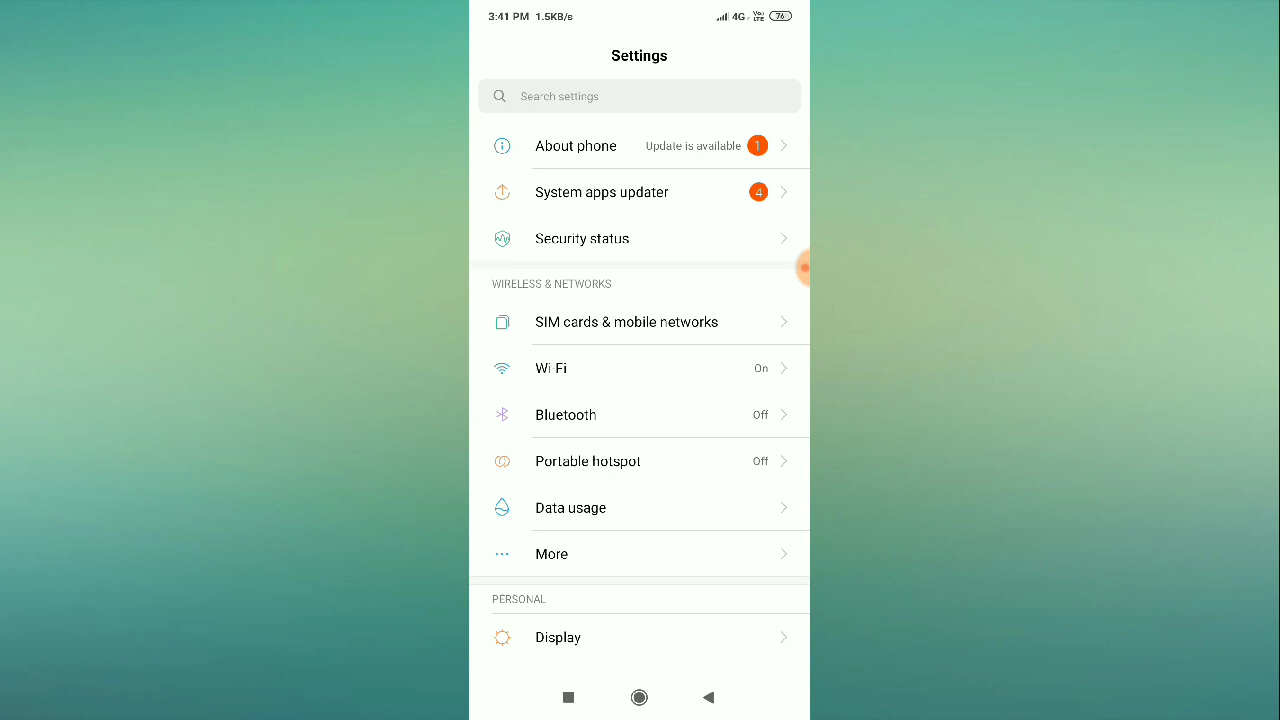 3:41 PM 1.5KB/s 4G Vo) LTE 76
Settings
Search settings
About phone Update is available 1
System apps updater 4
Security status
WIRELESS & NETWORKS
SIM cards & mobile networks
Wi-Fi On
Bluetooth Off
Portable hotspot Off
Data usage
More
PERSONAL
Display